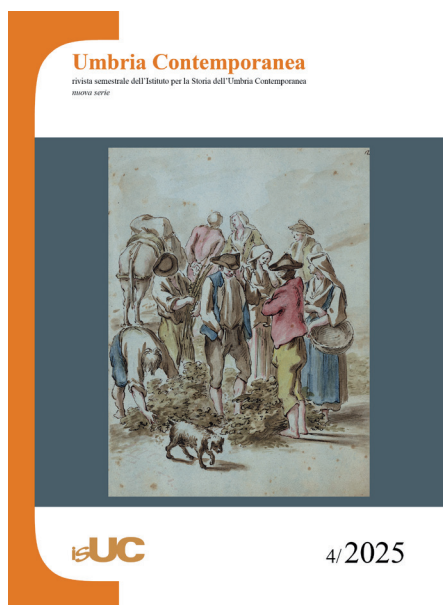 Umbria Contemporanea
rivista semestrale dell'Istituto per la Storia dell'Umbria Contemporanea
nuova serie
isUC
4/2025